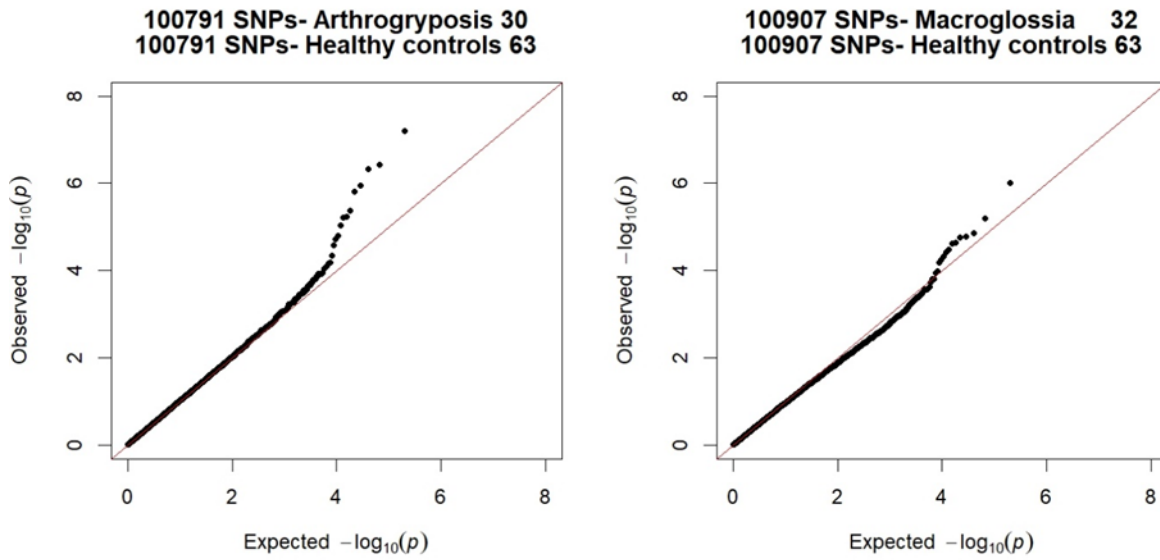 100791 SNPs- Arthrogryposis 30
100791 SNPs- Healthy controls 63
8
6
4
2
0
Observed −log10(p)
0 2 4 6 8
Expected −log10(p)
100907 SNPs- Macroglossia 32
100907 SNPs- Healthy controls 63
8
6
4
2
0
Observed −log10(p)
0 2 4 6 8
Expected −log10(p)